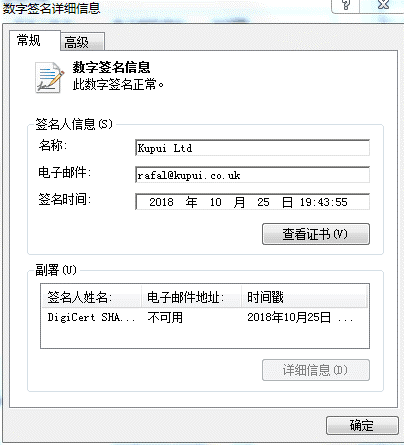 数字签名详细信息
常规 高级
数字签名信息
此数字签名正常。
签名人信息(S)
名称: Kupui Ltd
电子邮件: rafal@kupui.co.uk
签名时间: 2018 年 10 月 25 日 19:43:55
查看证书(V)
副署(U)
签名人姓名: 电子邮件地址: 时间戳
DigiCert SHA... 不可用 2018年10月25日 ...
详细信息(D)
确定